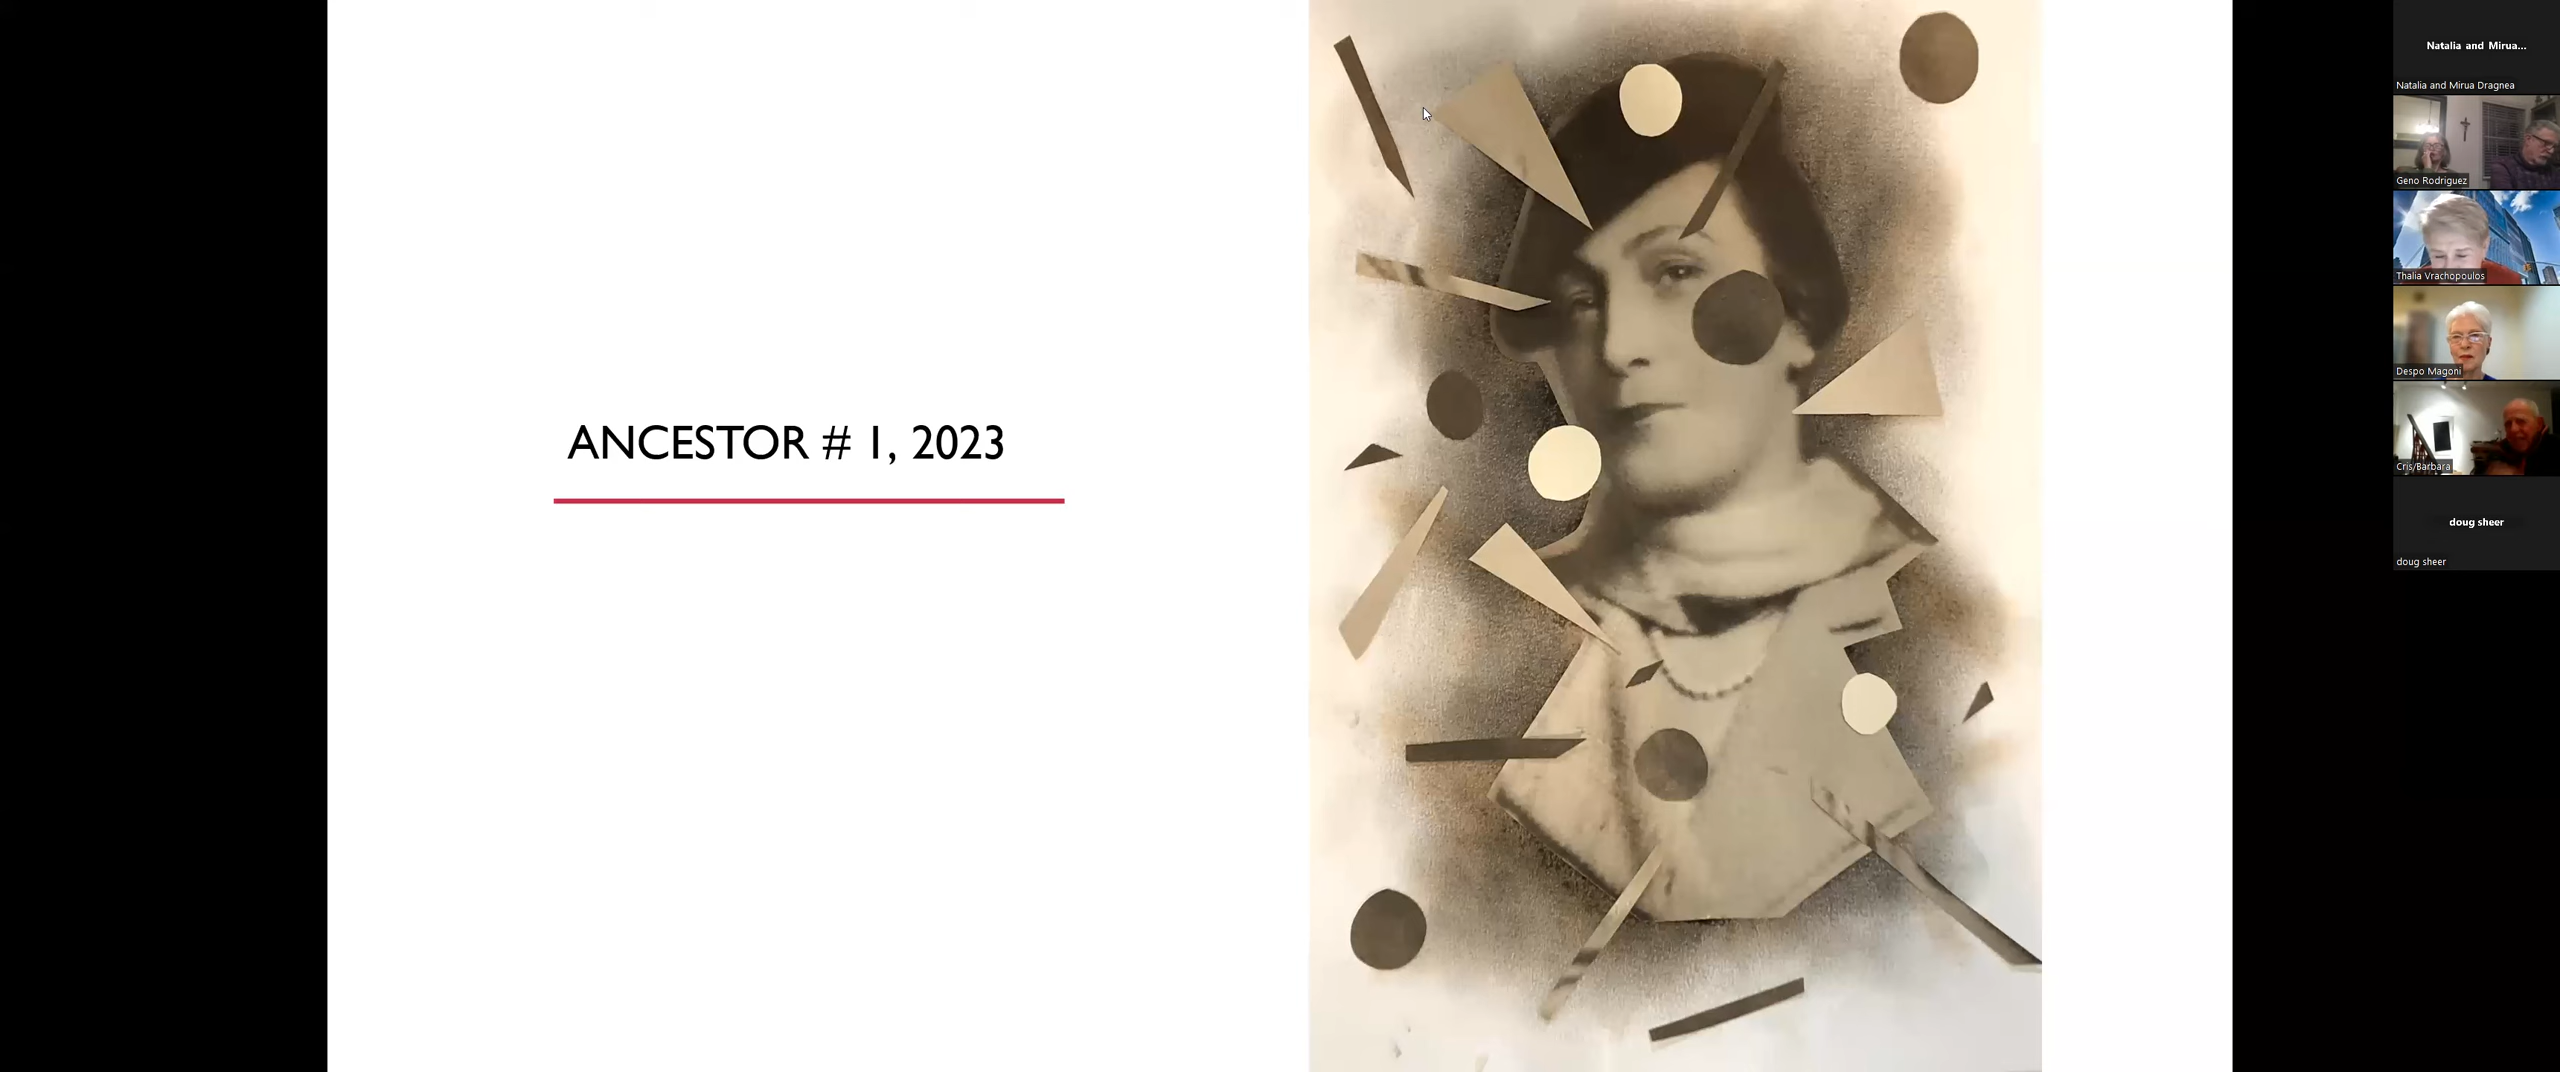 ANCESTOR # 1, 2023
Natalia and Mirua...
Natalia and Mirua Dragnea
Geno Rodriguez
Thalia Vrachopoulos
Despo Magoni
Cris/Barbara
doug sheer
doug sheer